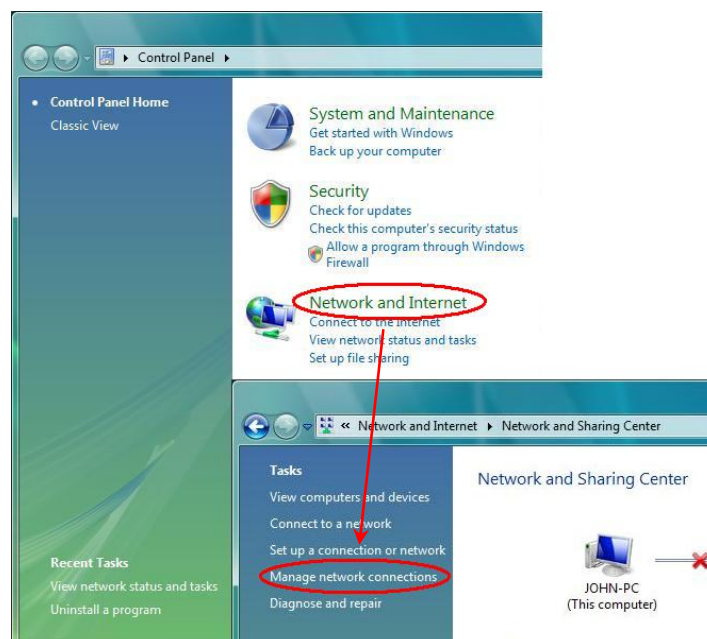 Control Panel
Control Panel Home
Classic View
System and Maintenance
Get started with Windows
Back up your computer
Security
Check for updates
Check this computer's security status
Allow a program through Windows
Firewall
Network and Internet
Connect to the Internet
View network status and tasks
Set up file sharing
Recent Tasks
View network status and tasks
Uninstall a program
« Network and Internet Network and Sharing Center
Tasks
View computers and devices
Connect to a network
Set up a connection or network
Manage network connections
Diagnose and repair
Network and Sharing Center
JOHN-PC
(This computer)